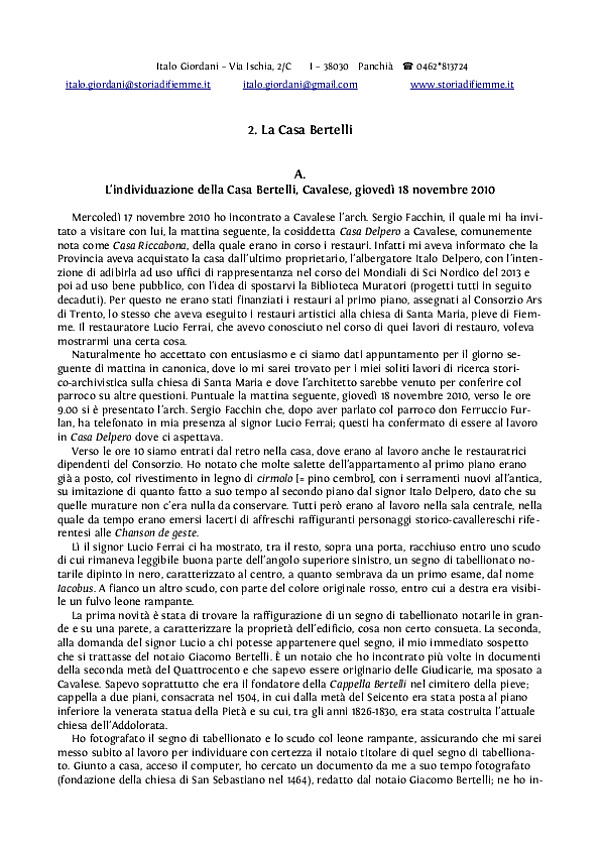 Italo Giordani – Via Ischia, 2/C I – 38030 Panchià ☎ 0462*813724
italo.giordani@storiadifiemme.it italo.giordani@gmail.com www.storiadifiemme.it
2. La Casa Bertelli
A.
L'individuazione della Casa Bertelli, Cavalese, giovedì 18 novembre 2010
Mercoledì 17 novembre 2010 ho incontrato a Cavalese l'arch. Sergio Facchin, il quale mi ha invi-
tato a visitare con lui, la mattina seguente, la cosiddetta Casa Delpero a Cavalese, comunemente
nota come Casa Riccabona, della quale erano in corso i restauri. Infatti mi aveva informato che la
Provincia aveva acquistato la casa dall'ultimo proprietario, l'albergatore Italo Delpero, con l'inten-
zione di adibirla ad uso uffici di rappresentanza nel corso dei Mondiali di Sci Nordico del 2013 e
poi ad uso bene pubblico, con l'idea di spostarvi la Biblioteca Muratori (progetti tutti in seguito
decaduti). Per questo ne erano stati finanziati i restauri al primo piano, assegnati al Consorzio Ars
di Trento, lo stesso che aveva eseguito i restauri artistici alla chiesa di Santa Maria, pieve di Fiem-
me. Il restauratore Lucio Ferrai, che avevo conosciuto nel corso di quei lavori di restauro, voleva
mostrarmi una certa cosa.
Naturalmente ho accettato con entusiasmo e ci siamo dati appuntamento per il giorno se-
guente di mattina in canonica, dove io mi sarei trovato per i miei soliti lavori di ricerca stori-
co-archivistica sulla chiesa di Santa Maria e dove l'architetto sarebbe venuto per conferire col
parroco su altre questioni. Puntuale la mattina seguente, giovedì 18 novembre 2010, verso le ore
9.00 si è presentato l'arch. Sergio Facchin che, dopo aver parlato col parroco don Ferruccio Fur-
lan, ha telefonato in mia presenza al signor Lucio Ferrai; questi ha confermato di essere al lavoro
in Casa Delpero dove ci aspettava.
Verso le ore 10 siamo entrati dal retro nella casa, dove erano al lavoro anche le restauratrici
dipendenti del Consorzio. Ho notato che molte salette dell'appartamento al primo piano erano
già a posto, col rivestimento in legno di cirmolo [= pino cembro], con i serramenti nuovi all'antica,
su imitazione di quanto fatto a suo tempo al secondo piano dal signor Italo Delpero, dato che su
quelle murature non c'era nulla da conservare. Tutti però erano al lavoro nella sala centrale, nella
quale da tempo erano emersi lacerti di affreschi raffiguranti personaggi storico-cavallereschi rife-
rentesi alle Chanson de geste.
Lì il signor Lucio Ferrai ci ha mostrato, tra il resto, sopra una porta, racchiuso entro uno scudo
di cui rimaneva leggibile buona parte dell'angolo superiore sinistro, un segno di tabellionato no-
tarile dipinto in nero, caratterizzato al centro, a quanto sembrava da un primo esame, dal nome
Iacobus. A fianco un altro scudo, con parte del colore originale rosso, entro cui a destra era visibi-
le un fulvo leone rampante.
La prima novità è stata di trovare la raffigurazione di un segno di tabellionato notarile in gran-
de e su una parete, a caratterizzare la proprietà dell'edificio, cosa non certo consueta. La seconda,
alla domanda del signor Lucio a chi potesse appartenere quel segno, il mio immediato sospetto
che si trattasse del notaio Giacomo Bertelli. È un notaio che ho incontrato più volte in documenti
della seconda metà del Quattrocento e che sapevo essere originario delle Giudicarie, ma sposato a
Cavalese. Sapevo soprattutto che era il fondatore della Cappella Bertelli nel cimitero della pieve;
cappella a due piani, consacrata nel 1504, in cui dalla metà del Seicento era stata posta al piano
inferiore la venerata statua della Pietà e su cui, tra gli anni 1826-1830, era stata costruita l'attuale
chiesa dell'Addolorata.
Ho fotografato il segno di tabellionato e lo scudo col leone rampante, assicurando che mi sarei
messo subito al lavoro per individuare con certezza il notaio titolare di quel segno di tabelliona-
to. Giunto a casa, acceso il computer, ho cercato un documento da me a suo tempo fotografato
(fondazione della chiesa di San Sebastiano nel 1464), redatto dal notaio Giacomo Bertelli; ne ho in-